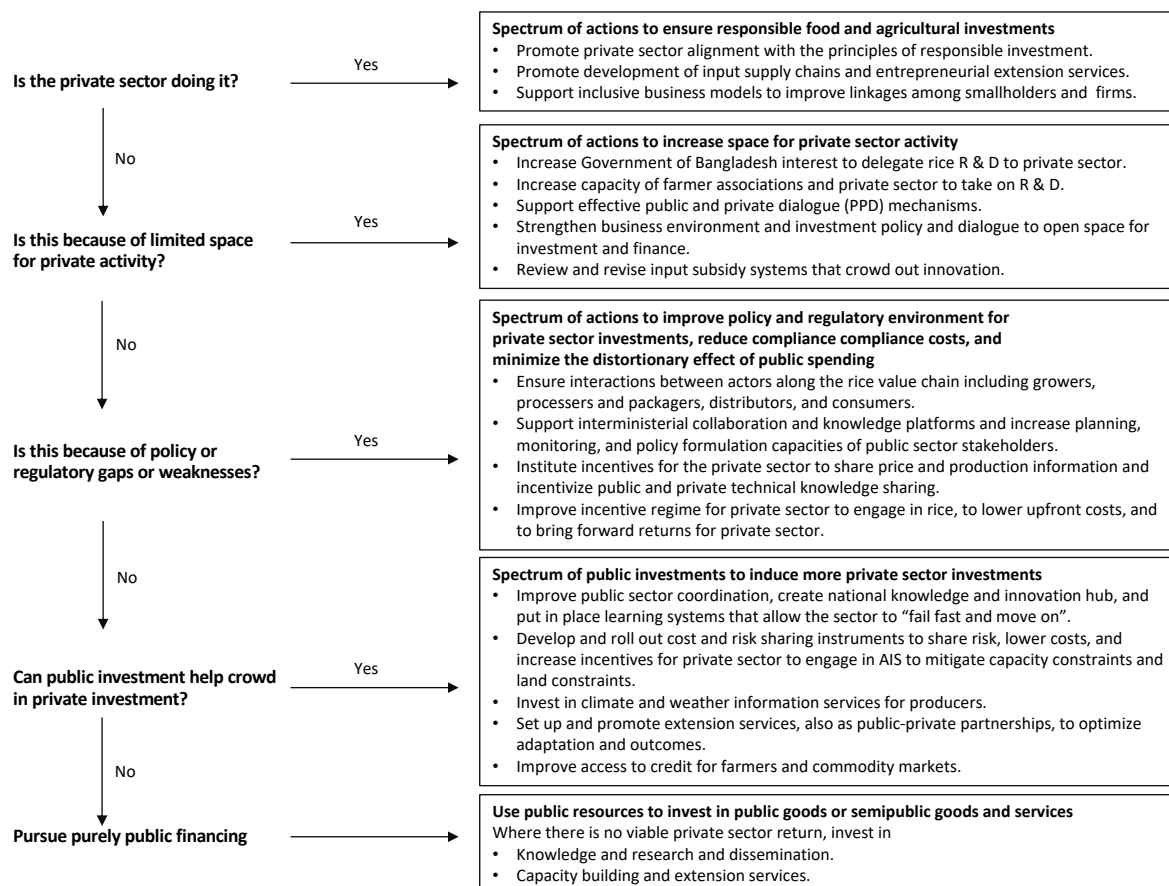 Is the private sector doing it?
Yes
Spectrum of actions to ensure responsible food and agricultural investments
• Promote private sector alignment with the principles of responsible investment.
• Promote development of input supply chains and entrepreneurial extension services.
• Support inclusive business models to improve linkages among smallholders and firms.
No
Is this because of limited space
for private activity?
Yes
Spectrum of actions to increase space for private sector activity
• Increase Government of Bangladesh interest to delegate rice R & D to private sector.
• Increase capacity of farmer associations and private sector to take on R & D.
• Support effective public and private dialogue (PPD) mechanisms.
• Strengthen business environment and investment policy and dialogue to open space for
investment and finance.
• Review and revise input subsidy systems that crowd out innovation.
No
Is this because of policy or
regulatory gaps or weaknesses?
Yes
Spectrum of actions to improve policy and regulatory environment for
private sector investments, reduce compliance compliance costs, and
minimize the distortionary effect of public spending
• Ensure interactions between actors along the rice value chain including growers,
processers and packagers, distributors, and consumers.
• Support interministerial collaboration and knowledge platforms and increase planning,
monitoring, and policy formulation capacities of public sector stakeholders.
• Institute incentives for the private sector to share price and production information and
incentivize public and private technical knowledge sharing.
• Improve incentive regime for private sector to engage in rice, to lower upfront costs, and
to bring forward returns for private sector.
No
Can public investment help crowd
in private investment?
Yes
Spectrum of public investments to induce more private sector investments
• Improve public sector coordination, create national knowledge and innovation hub, and
put in place learning systems that allow the sector to “fail fast and move on”.
• Develop and roll out cost and risk sharing instruments to share risk, lower costs, and
increase incentives for private sector to engage in AIS to mitigate capacity constraints and
land constraints.
• Invest in climate and weather information services for producers.
• Set up and promote extension services, also as public-private partnerships, to optimize
adaptation and outcomes.
• Improve access to credit for farmers and commodity markets.
No
Pursue purely public financing
Use public resources to invest in public goods or semipublic goods and services
Where there is no viable private sector return, invest in
• Knowledge and research and dissemination.
• Capacity building and extension services.